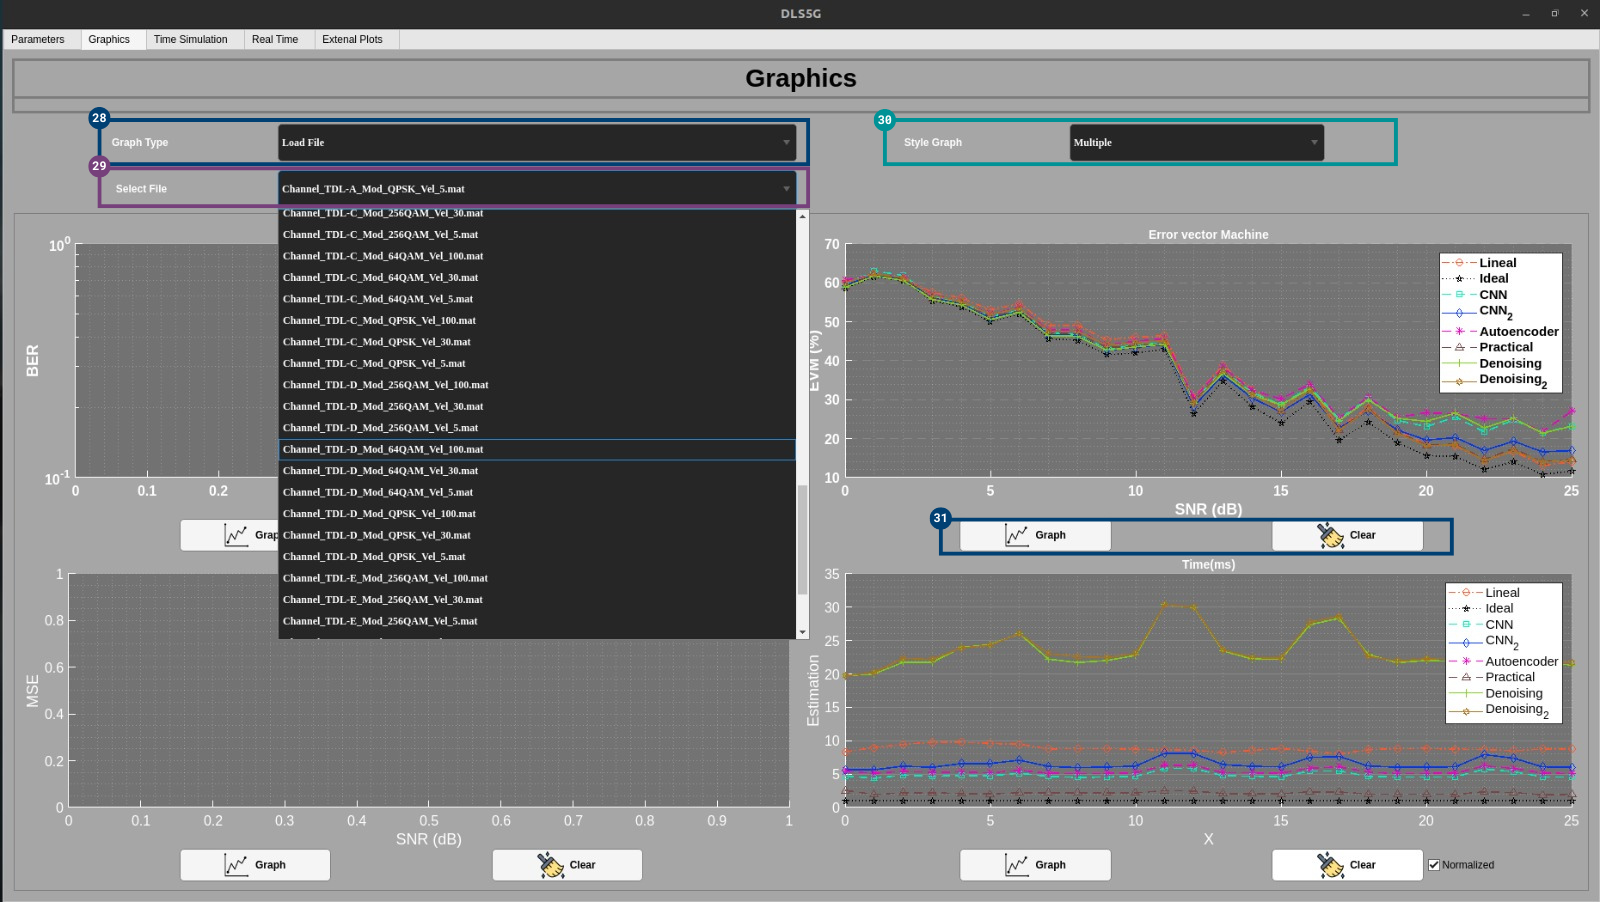 DLS5G
Parameters
Graphics
Time Simulation
Real Time
Extenal Plots
Graphics
28
Graph Type
Load File
30
Style Graph
Multiple
29
Select File
Channel_TDL-A_Mod_QPSK_Vel_5.mat
Channel_TDL-C_Mod_256QAM_Vel_30.mat
Channel_TDL-C_Mod_256QAM_Vel_5.mat
Channel_TDL-C_Mod_64QAM_Vel_100.mat
Channel_TDL-C_Mod_64QAM_Vel_30.mat
Channel_TDL-C_Mod_64QAM_Vel_5.mat
Channel_TDL-C_Mod_QPSK_Vel_100.mat
Channel_TDL-C_Mod_QPSK_Vel_30.mat
Channel_TDL-C_Mod_QPSK_Vel_5.mat
Channel_TDL-D_Mod_256QAM_Vel_100.mat
Channel_TDL-D_Mod_256QAM_Vel_30.mat
Channel_TDL-D_Mod_256QAM_Vel_5.mat
Channel_TDL-D_Mod_64QAM_Vel_100.mat
Channel_TDL-D_Mod_64QAM_Vel_30.mat
Channel_TDL-D_Mod_64QAM_Vel_5.mat
Channel_TDL-D_Mod_QPSK_Vel_100.mat
Channel_TDL-D_Mod_QPSK_Vel_30.mat
Channel_TDL-D_Mod_QPSK_Vel_5.mat
Channel_TDL-E_Mod_256QAM_Vel_100.mat
Channel_TDL-E_Mod_256QAM_Vel_30.mat
Channel_TDL-E_Mod_256QAM_Vel_5.mat
BER
10^0
10^-1
0 0.1 0.2
Error vector Machine
EVM (%)
70
60
50
40
30
20
10
0 5 10 15 20 25
SNR (dB)
Lineal
Ideal
CNN
CNN2
Autoencoder
Practical
Denoising
Denoising2
Grap
31
Graph
Clear
MSE
1
0.8
0.6
0.4
0.2
0
0 0.1 0.2 0.3 0.4 0.5 0.6 0.7 0.8 0.9 1
SNR (dB)
Time(ms)
Estimation
35
30
25
20
15
10
5
0
0 5 10 15 20 25
X
Lineal
Ideal
CNN
CNN2
Autoencoder
Practical
Denoising
Denoising2
Graph
Clear
Graph
Clear
Normalized